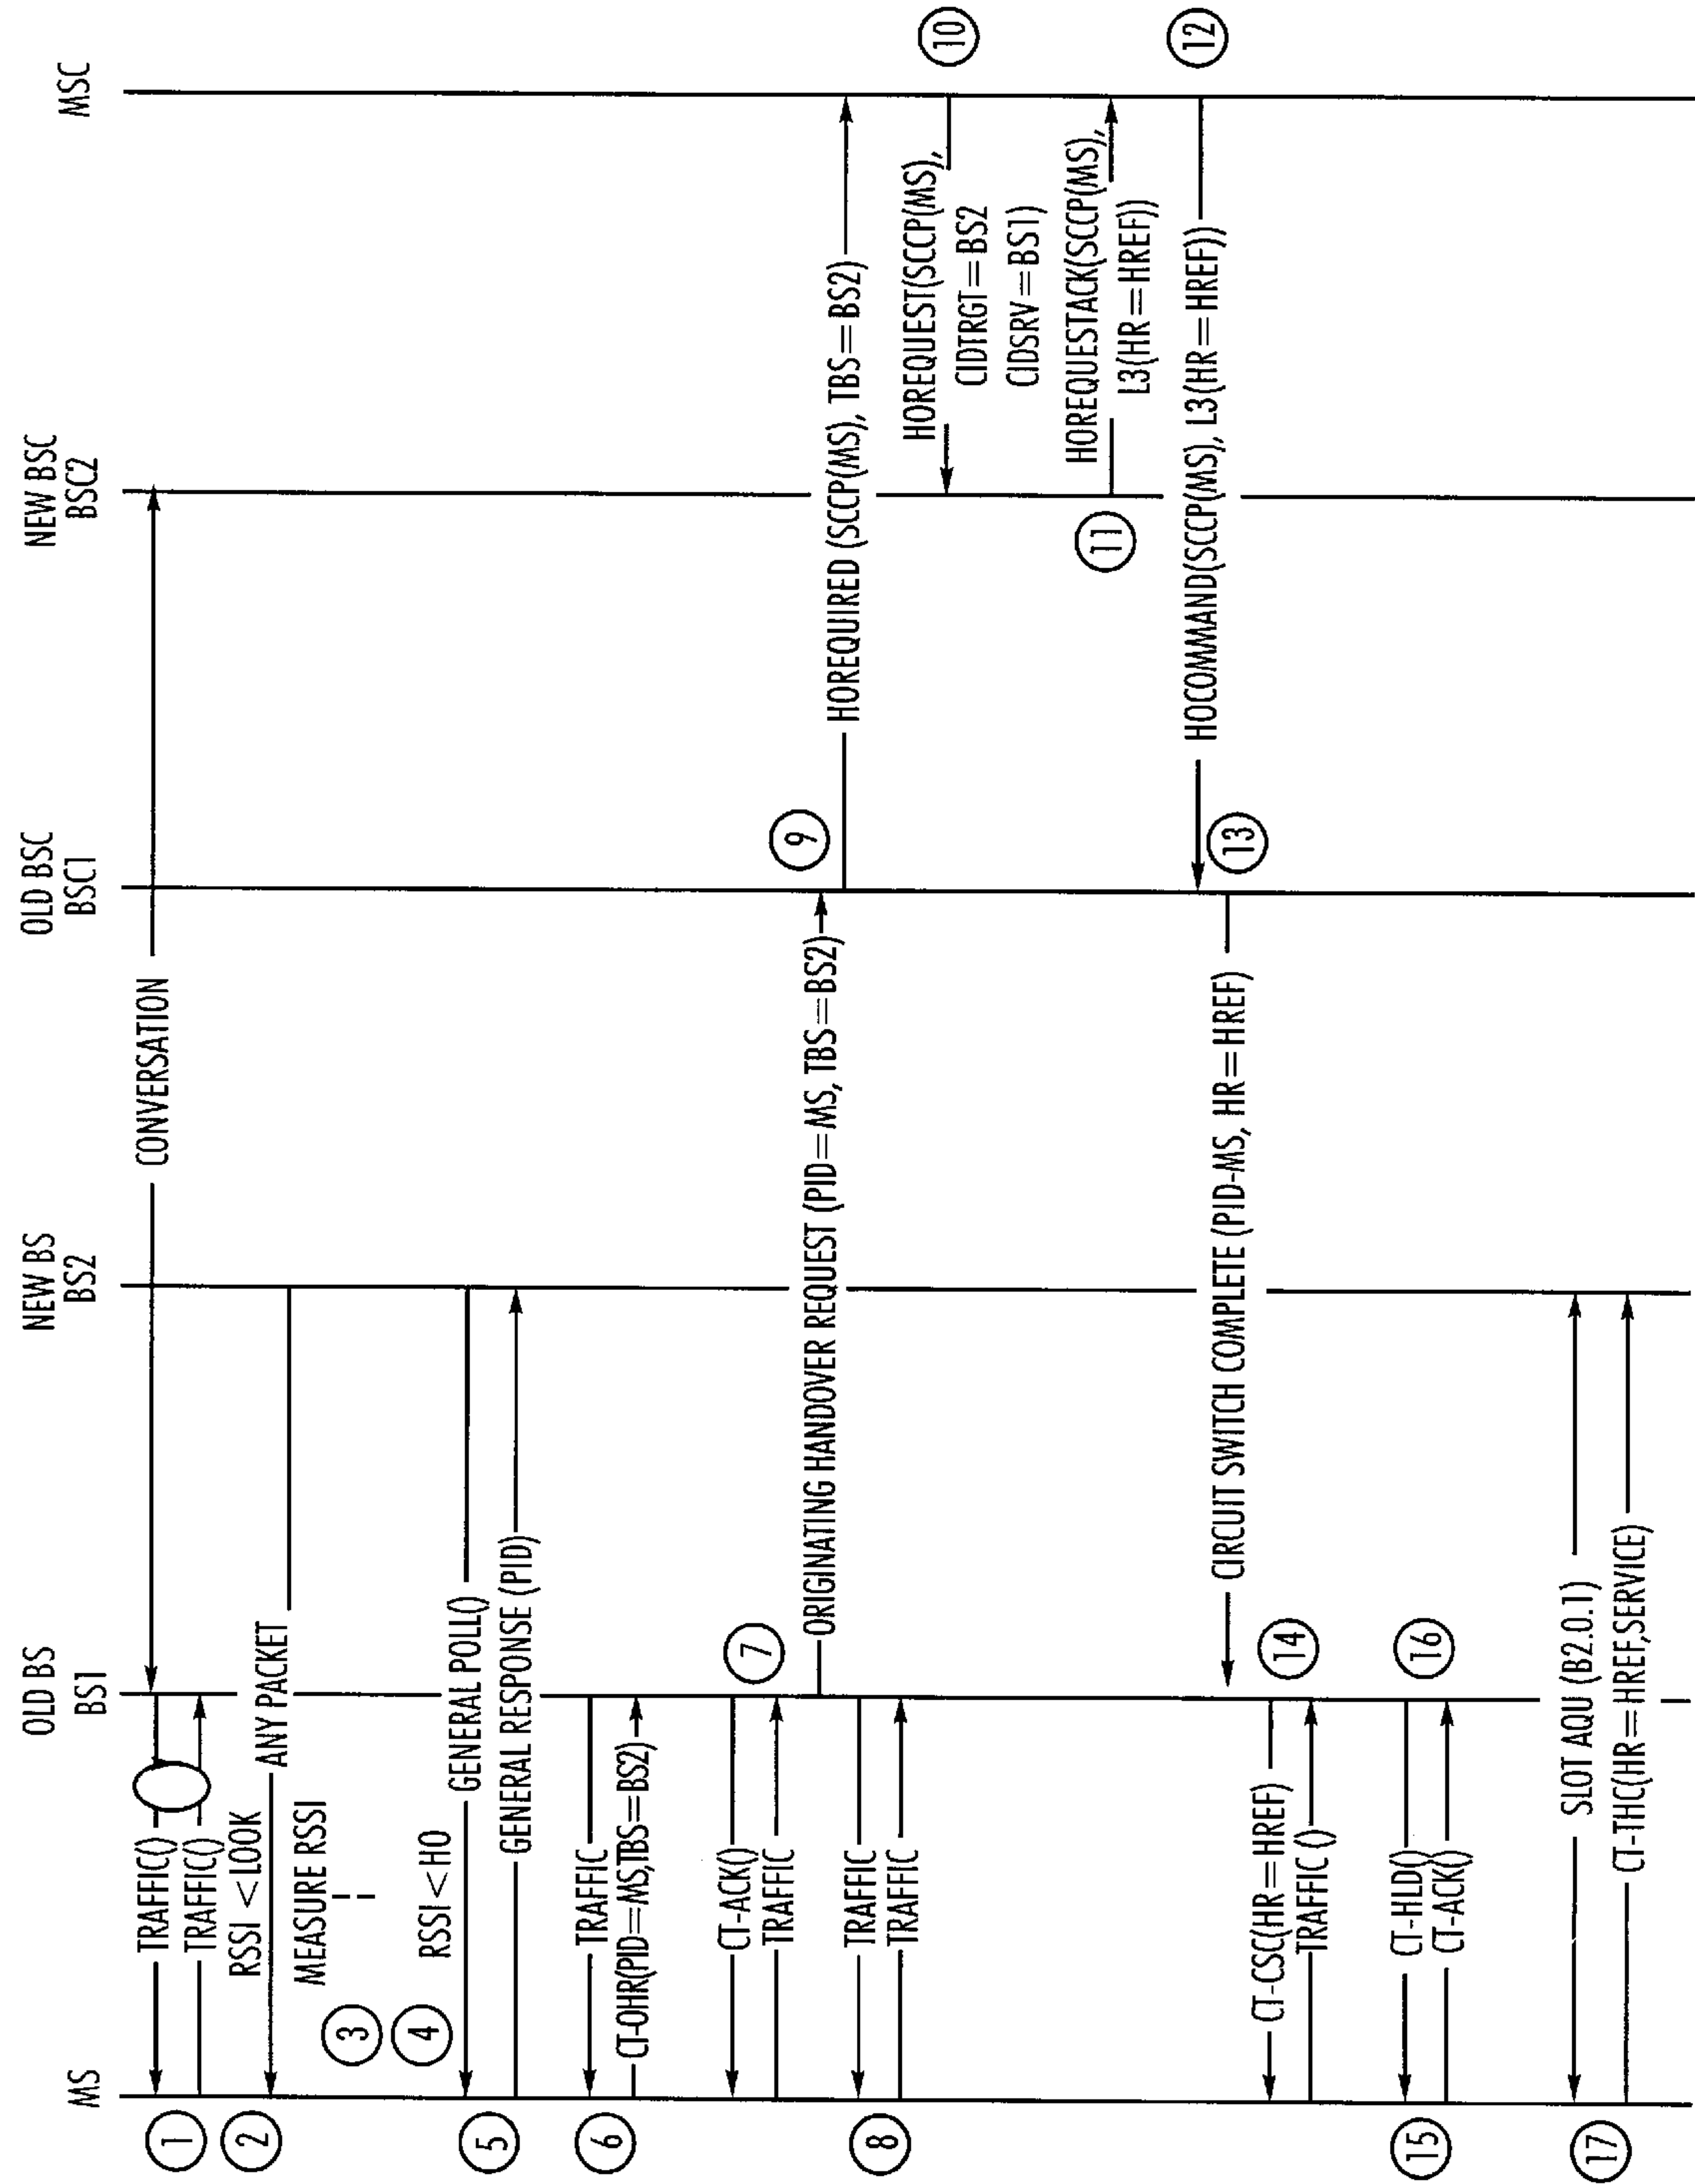 MS
OLD BS
BS1
NEW BS
BS2
OLD BSC
BSC1
NEW BSC
BSC2
MSC
CONVERSATION
1
TRAFFIC()
TRAFFIC()
2
RSSI < LOOK
ANY PACKET
MEASURE RSSI
3
4
RSSI < HO
5
GENERAL POLL()
GENERAL RESPONSE (PID)
6
TRAFFIC
CT-OHR(PID=MS,TBS=BS2)
7
CT-ACK()
TRAFFIC
ORIGINATING HANDOVER REQUEST (PID=MS, TBS=BS2)
9
HOREQUIRED (SCCP(MS), TBS=BS2)
8
TRAFFIC
TRAFFIC
10
HOREQUEST(SCCP(MS),
CIDTRGT=BS2
CIDSRV=BS1)
11
HOREQUESTACK(SCCP(MS),
L3(HR=HREF))
12
HOCOMMAND(SCCP(MS), L3(HR=HREF))
13
CIRCUIT SWITCH COMPLETE (PID-MS, HR=HREF)
14
CT-CSC(HR=HREF)
TRAFFIC ()
15
16
CT-HLD()
CT-ACK()
17
SLOT AQU (B2.0.1)
CT-THC(HR=HREF,SERVICE)